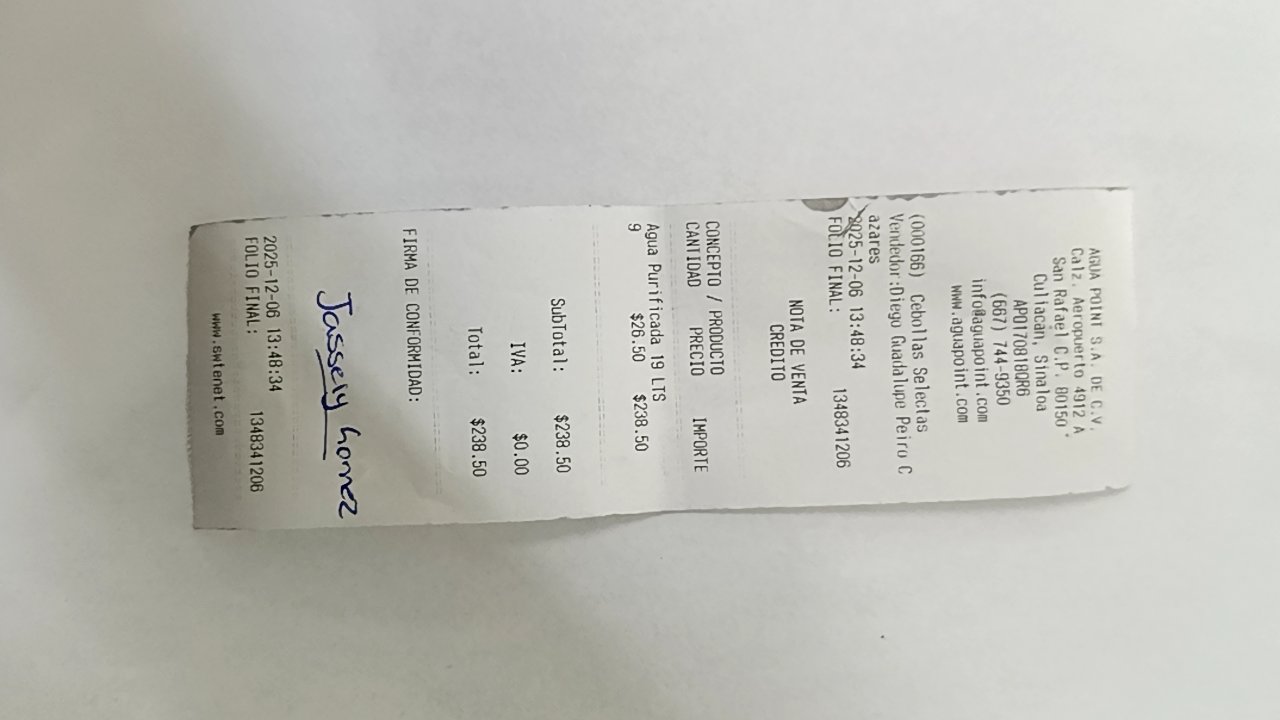 AGUA POINT S.A. DE C.V.
Calz. Aeropuerto 4912 A
San Rafael C.P. 80150
Culiacán, Sinaloa
APO170818QR6
(667) 744-9350
info@aguapoint.com
www.aguapoint.com
(000166) Cebollas Selectas
Vendedor:Diego Guadalupe Peiro C
azares
2025-12-06 13:48:34
FOLIO FINAL: 1348341206
NOTA DE VENTA
CREDITO
CONCEPTO / PRODUCTO
CANTIDAD PRECIO IMPORTE
Agua Purificada 19 LTS
9 $26.50 $238.50
SubTotal: $238.50
IVA: $0.00
Total: $238.50
FIRMA DE CONFORMIDAD:
Jassely Gomez
2025-12-06 13:48:34
FOLIO FINAL: 1348341206
www.swtenet.com